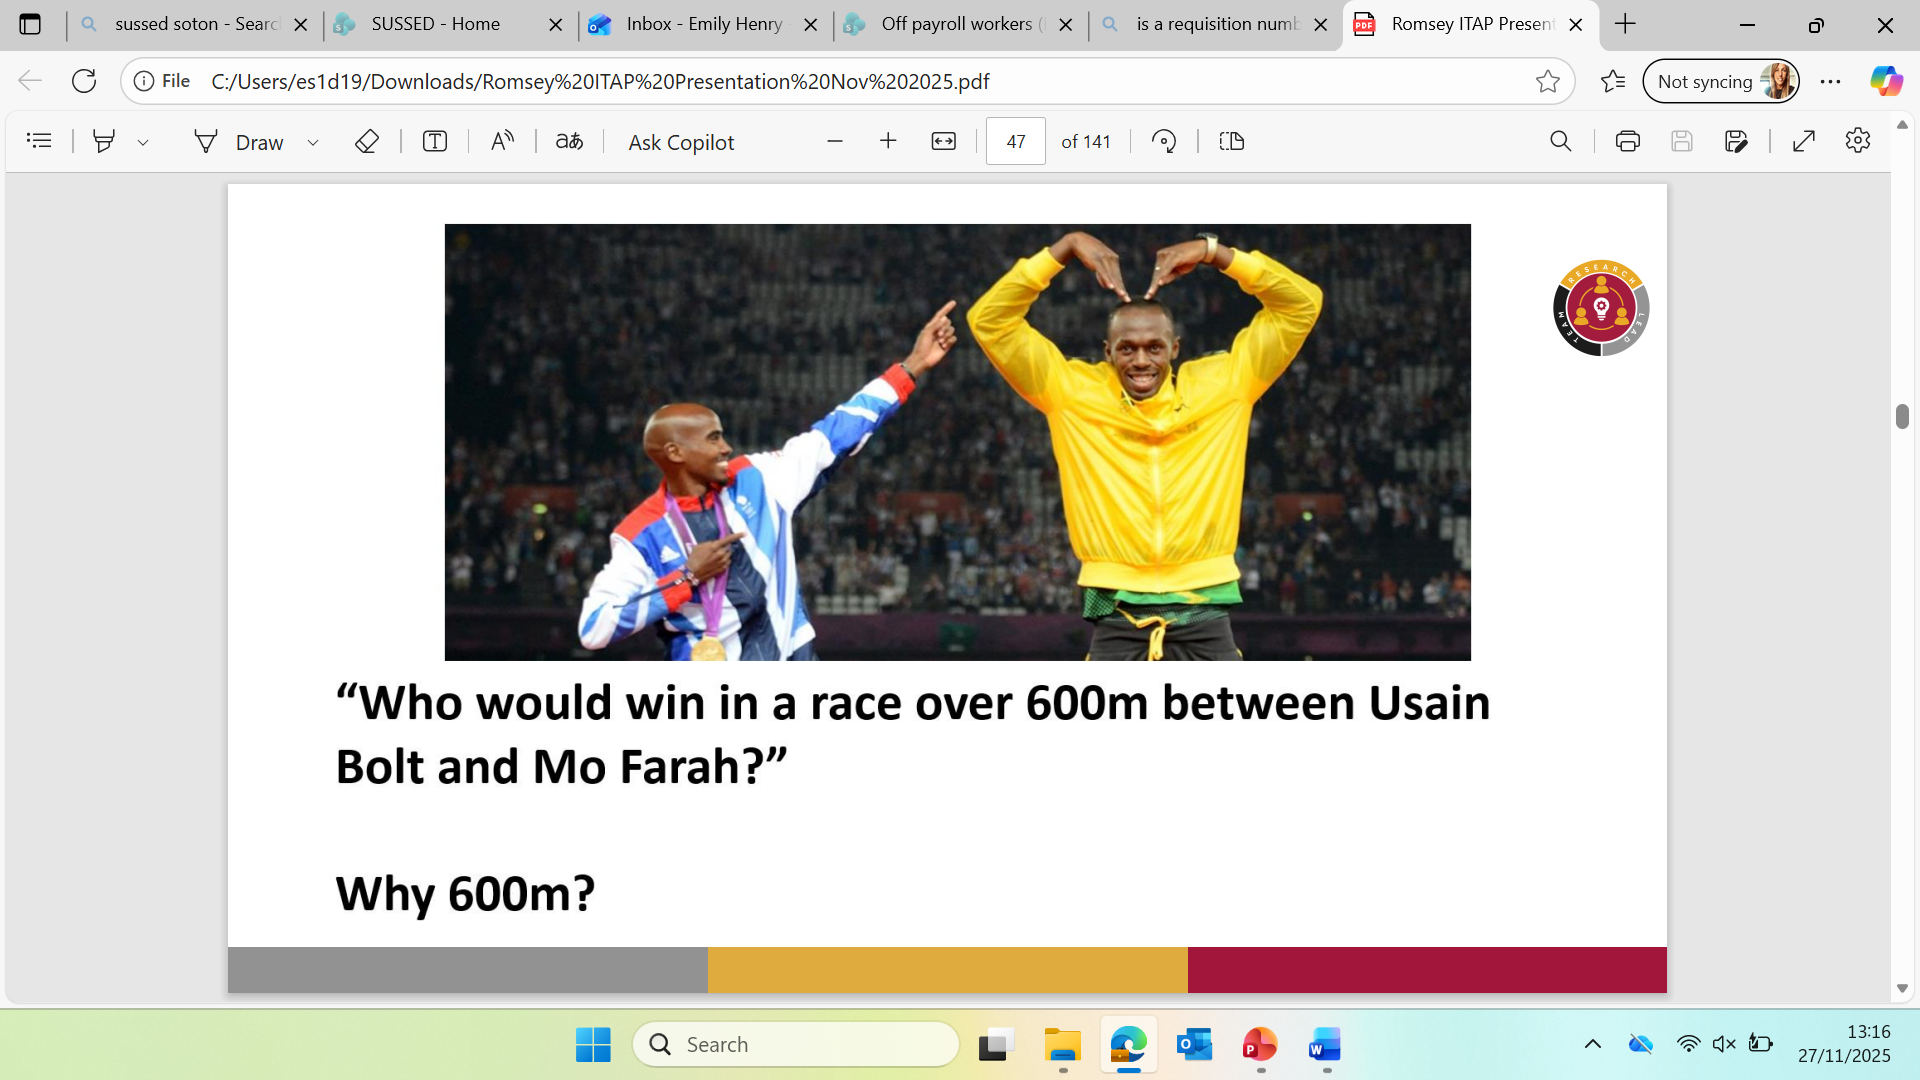 sussed soton - Searc
SUSSED - Home
Inbox - Emily Henry
Off payroll workers (
is a requisition numb
Romsey ITAP Present
File
C:/Users/es1d19/Downloads/Romsey%20ITAP%20Presentation%20Nov%202025.pdf
Not syncing
Draw
Ask Copilot
47
of 141
RESEARCH
LEAD
TEAM
“Who would win in a race over 600m between Usain
Bolt and Mo Farah?”
Why 600m?
Search
13:16
27/11/2025